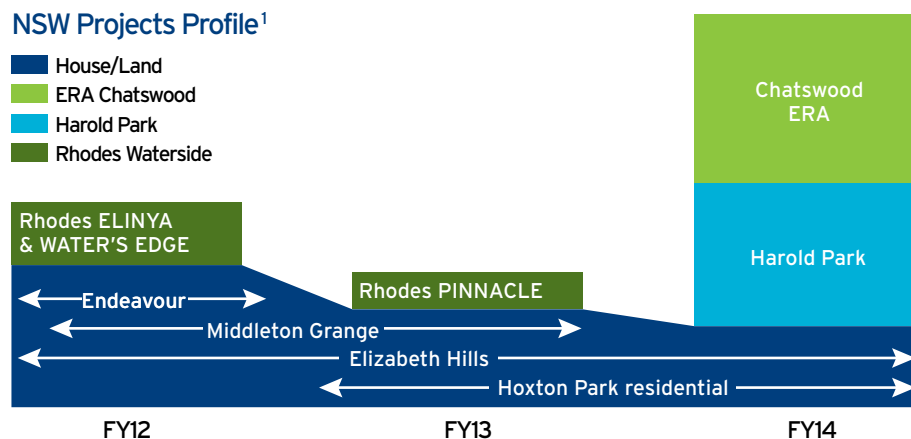 NSW Projects Profile¹
House/Land
ERA Chatswood
Harold Park
Rhodes Waterside
Chatswood
ERA
Rhodes ELINYA
& WATER'S EDGE
Harold Park
Rhodes PINNACLE
Endeavour
Middleton Grange
Elizabeth Hills
Hoxton Park residential
FY12 FY13 FY14